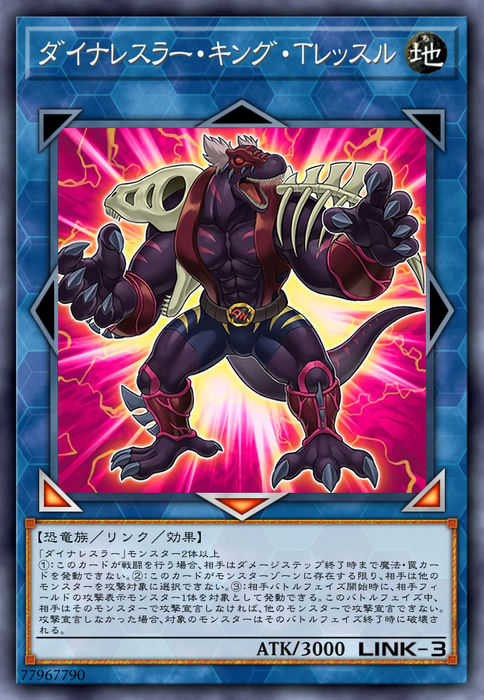 ダイナレスラー・キング・Tレッスル
ち
地
【恐竜族／リンク／効果】
「ダイナレスラー」モンスター2体以上
①：このカードが戦闘を行う場合、相手はダメージステップ終了時まで魔法・罠カー
ドを発動できない。②：このカードがモンスターゾーンに存在する限り、相手は他の
モンスターを攻撃対象に選択できない。③：相手バトルフェイズ開始時に、相手フィ
ールドの攻撃表示モンスター1体を対象として発動できる。このバトルフェイズ中、
相手はそのモンスターで攻撃宣言しなければ、他のモンスターで攻撃宣言できない。
攻撃宣言しなかった場合、対象のモンスターはそのバトルフェイズ終了時に破壊さ
れる。
ATK/3000 LINK-3
77967790